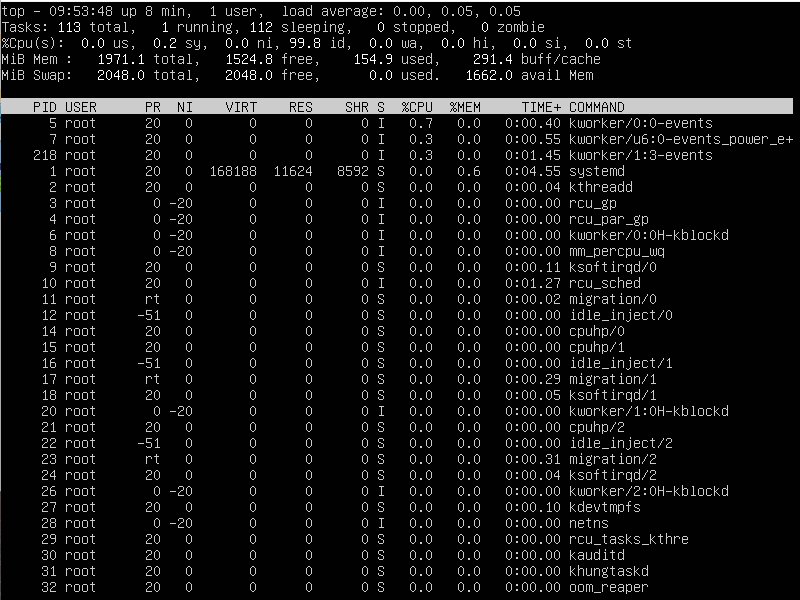 top - 09:53:48 up 8 min,  1 user,  load average: 0.00, 0.05, 0.05
Tasks: 113 total,   1 running, 112 sleeping,   0 stopped,   0 zombie
%Cpu(s):  0.0 us,  0.2 sy,  0.0 ni, 99.8 id,  0.0 wa,  0.0 hi,  0.0 si,  0.0 st
MiB Mem :   1971.1 total,   1524.8 free,    154.9 used,    291.4 buff/cache
MiB Swap:   2048.0 total,   2048.0 free,      0.0 used.   1662.0 avail Mem
PID USER      PR  NI    VIRT    RES    SHR S  %CPU  %MEM     TIME+ COMMAND
5 root      20   0       0      0      0 I   0.7   0.0   0:00.40 kworker/0:0-events
7 root      20   0       0      0      0 I   0.3   0.0   0:00.55 kworker/u6:0-events_power_e+
218 root      20   0       0      0      0 I   0.3   0.0   0:01.45 kworker/1:3-events
1 root      20   0  168188  11624   8592 S   0.0   0.6   0:04.55 systemd
2 root      20   0       0      0      0 S   0.0   0.0   0:00.04 kthreadd
3 root       0 -20       0      0      0 I   0.0   0.0   0:00.00 rcu_gp
4 root       0 -20       0      0      0 I   0.0   0.0   0:00.00 rcu_par_gp
6 root       0 -20       0      0      0 I   0.0   0.0   0:00.00 kworker/0:0H-kblockd
8 root       0 -20       0      0      0 I   0.0   0.0   0:00.00 mm_percpu_wq
9 root      20   0       0      0      0 S   0.0   0.0   0:00.11 ksoftirqd/0
10 root      20   0       0      0      0 I   0.0   0.0   0:01.27 rcu_sched
11 root      rt   0       0      0      0 S   0.0   0.0   0:00.02 migration/0
12 root     -51   0       0      0      0 S   0.0   0.0   0:00.00 idle_inject/0
14 root      20   0       0      0      0 S   0.0   0.0   0:00.00 cpuhp/0
15 root      20   0       0      0      0 S   0.0   0.0   0:00.00 cpuhp/1
16 root     -51   0       0      0      0 S   0.0   0.0   0:00.00 idle_inject/1
17 root      rt   0       0      0      0 S   0.0   0.0   0:00.29 migration/1
18 root      20   0       0      0      0 S   0.0   0.0   0:00.05 ksoftirqd/1
20 root       0 -20       0      0      0 I   0.0   0.0   0:00.00 kworker/1:0H-kblockd
21 root      20   0       0      0      0 S   0.0   0.0   0:00.00 cpuhp/2
22 root     -51   0       0      0      0 S   0.0   0.0   0:00.00 idle_inject/2
23 root      rt   0       0      0      0 S   0.0   0.0   0:00.31 migration/2
24 root      20   0       0      0      0 S   0.0   0.0   0:00.04 ksoftirqd/2
26 root       0 -20       0      0      0 I   0.0   0.0   0:00.00 kworker/2:0H-kblockd
27 root      20   0       0      0      0 S   0.0   0.0   0:00.10 kdevtmpfs
28 root       0 -20       0      0      0 I   0.0   0.0   0:00.00 netns
29 root      20   0       0      0      0 S   0.0   0.0   0:00.00 rcu_tasks_kthre
30 root      20   0       0      0      0 S   0.0   0.0   0:00.00 kauditd
31 root      20   0       0      0      0 S   0.0   0.0   0:00.00 khungtaskd
32 root      20   0       0      0      0 S   0.0   0.0   0:00.00 oom_reaper